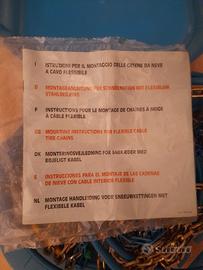 I ISTRUZIONI PER IL MONTAGGIO DELLE CATENE DA NEVE
A CAVO FLESSIBILE
D MONTAGEANLEITUNG FÜR SCHNEEKETTEN MIT FLEXIBLEM
STAHLSEIL
F INSTRUCTIONS POUR LE MONTAGE DE CHAINES À NEIGE
À CABLE FLEXIBLE
GB MOUNTING INSTRUCTIONS FOR FLEXIBLE CABLE
TIRE CHAINS
DK MONTERINGSVEJLEDNING FOR SNEKÆDER MED
BØJELIGT KABEL
E INSTRUCCIONES PARA EL MONTAJE DE LAS CADENAS
DE NIEVE CON CABLE INTERIOR FLEXIBLE
NL MONTAGE HANDLEIDING VOOR SNEEUWKETTINGEN MET
FLEXIBELE KABEL
SUBITO